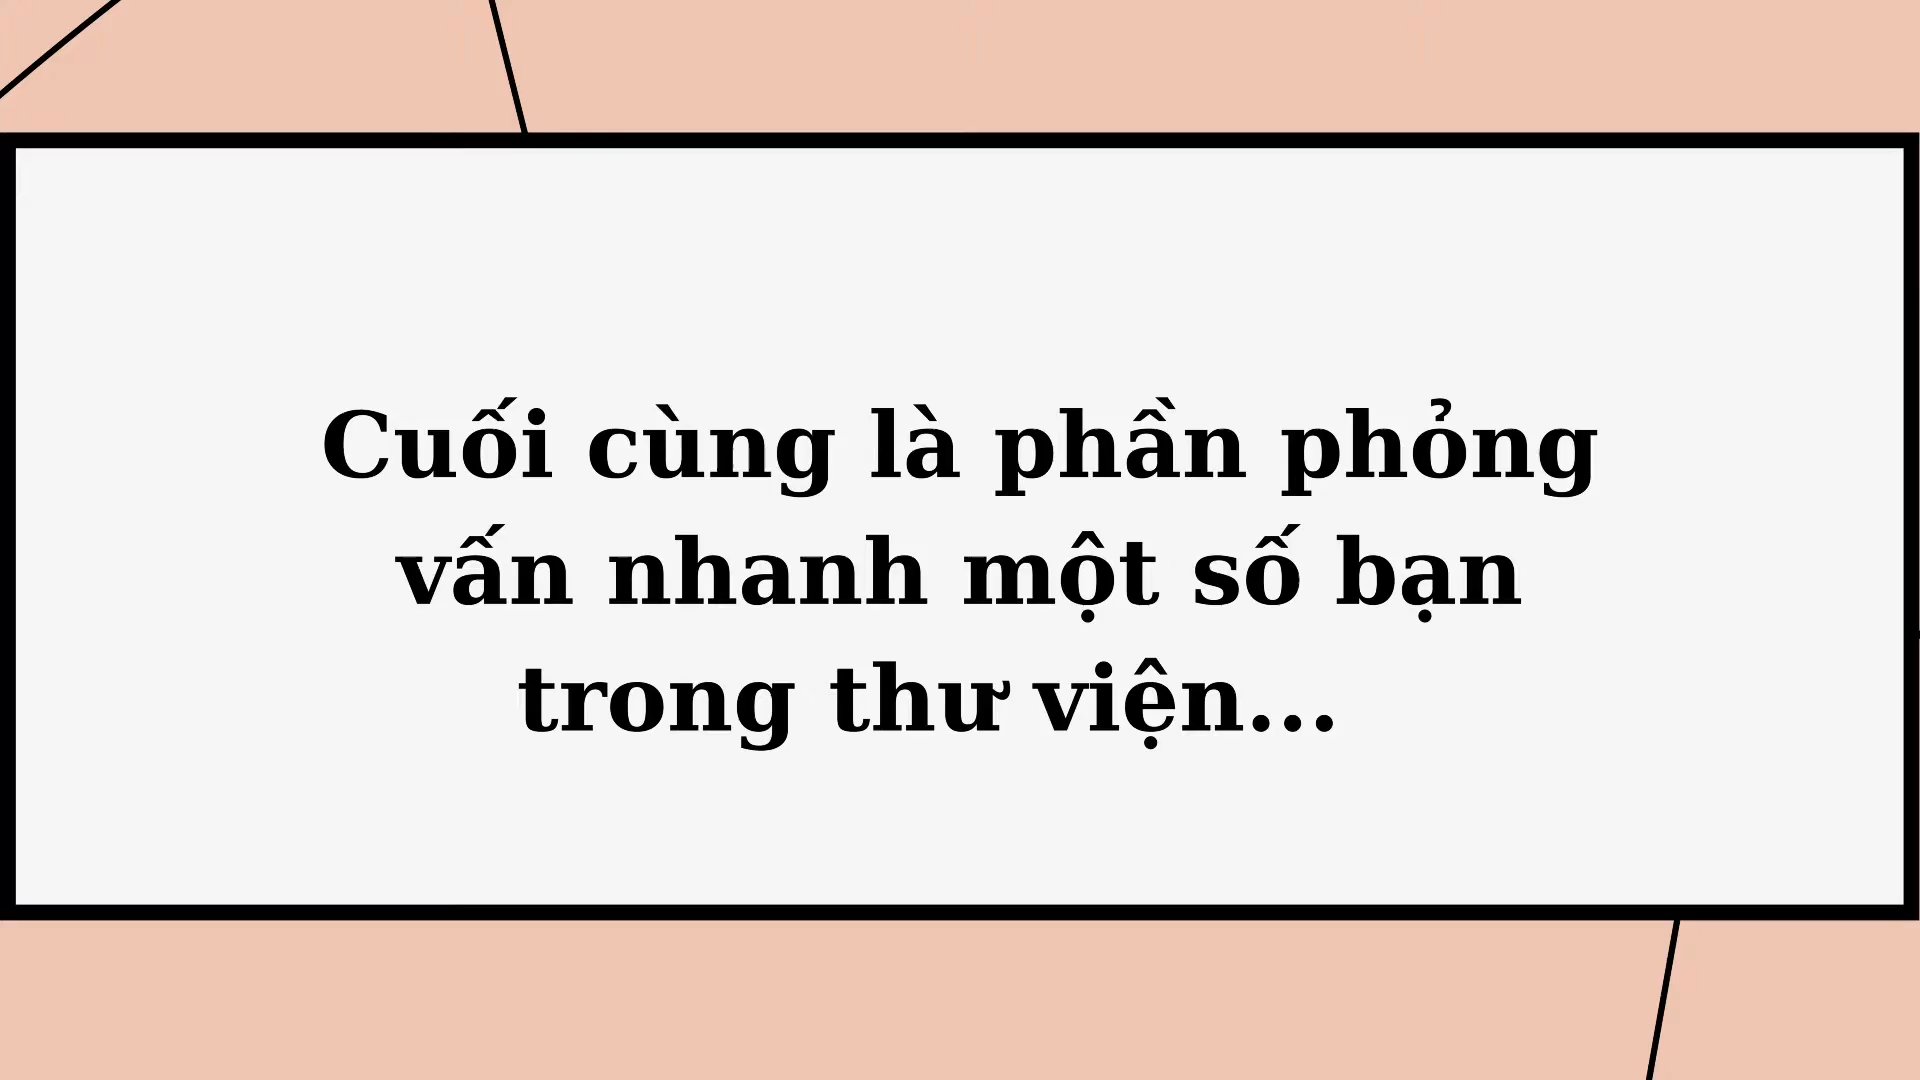 Cuối cùng là phần phỏng
vấn nhanh một số bạn
trong thư viện...